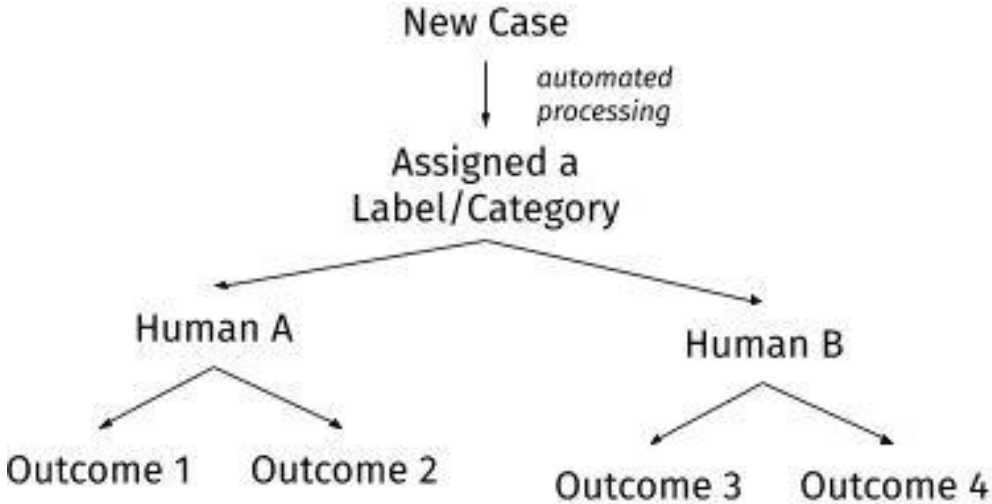 New Case
automated
processing
Assigned a
Label/Category
Human A
Human B
Outcome 1
Outcome 2
Outcome 3
Outcome 4